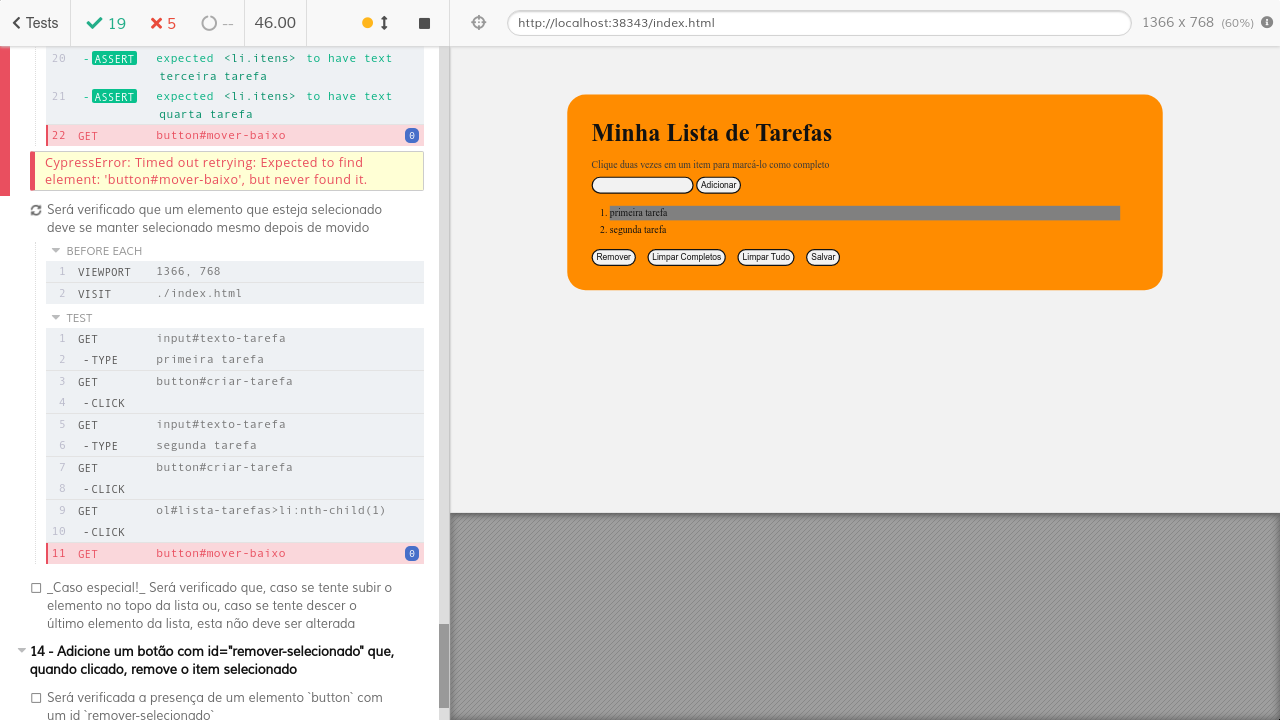 Tests
19
5
--
46.00
http://localhost:38343/index.html
1366 x 768 (60%)
20 -ASSERT expected <li.itens> to have text
terceira tarefa
21 -ASSERT expected <li.itens> to have text
quarta tarefa
22 GET button#mover-baixo 0
CypressError: Timed out retrying: Expected to find
element: 'button#mover-baixo', but never found it.
Será verificado que um elemento que esteja selecionado
deve se manter selecionado mesmo depois de movido
BEFORE EACH
1 VIEWPORT 1366, 768
2 VISIT ./index.html
TEST
1 GET input#texto-tarefa
2 -TYPE primeira tarefa
3 GET button#criar-tarefa
4 -CLICK
5 GET input#texto-tarefa
6 -TYPE segunda tarefa
7 GET button#criar-tarefa
8 -CLICK
9 GET ol#lista-tarefas>li:nth-child(1)
10 -CLICK
11 GET button#mover-baixo 0
_Caso especial!_ Será verificado que, caso se tente subir o
elemento no topo da lista ou, caso se tente descer o
último elemento da lista, esta não deve ser alterada
14 - Adicione um botão com id="remover-selecionado" que,
quando clicado, remove o item selecionado
Será verificada a presença de um elemento `button` com
um id `remover-selecionado`
Minha Lista de Tarefas
Clique duas vezes em um item para marcá-lo como completo
Adicionar
1. primeira tarefa
2. segunda tarefa
Remover Limpar Completos Limpar Tudo Salvar